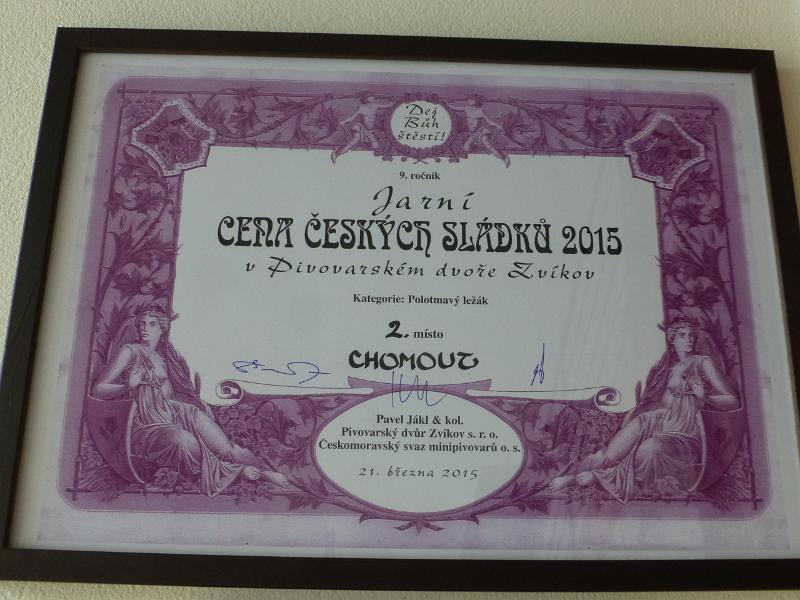 Dej
Bůh
štěstí!
9. ročník
Jarní
CENA ČESKÝCH SLÁDKŮ 2015
v Pivovarském dvoře Zvíkov
Kategorie: Polotmavý ležák
2. místo
CHOMOUT
Pavel Jákl & kol.
Pivovarský dvůr Zvíkov s. r. o.
Českomoravský svaz minipivovarů o. s.
21. března 2015